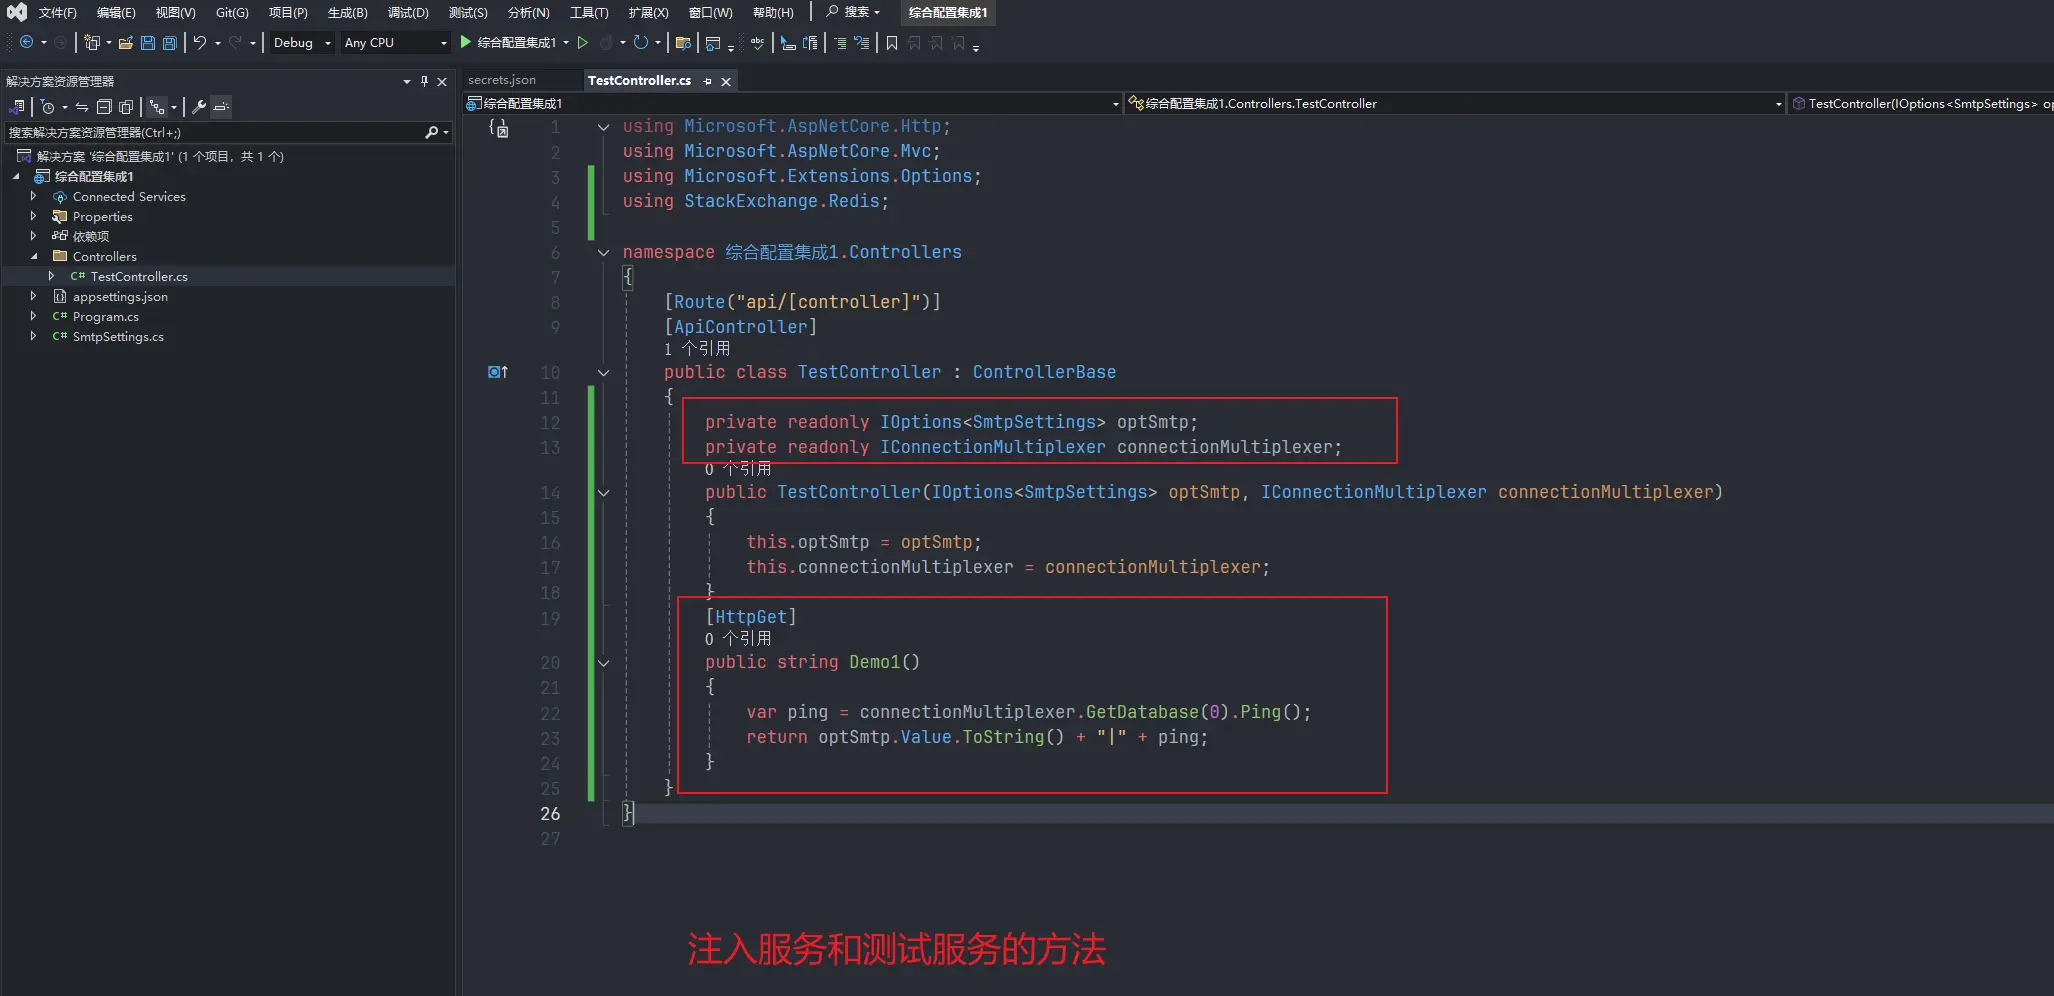 文件(F) 编辑(E) 视图(V) Git(G) 项目(P) 生成(B) 调试(D) 测试(S) 分析(N) 工具(T) 扩展(X) 窗口(W) 帮助(H) 搜索 综合配置集成1
Debug Any CPU 综合配置集成1
解决方案资源管理器
搜索解决方案资源管理器(Ctrl+;)
解决方案 '综合配置集成1' (1 个项目, 共 1 个)
综合配置集成1
Connected Services
Properties
依赖项
Controllers
C# TestController.cs
appsettings.json
C# Program.cs
C# SmtpSettings.cs
secrets.json TestController.cs
综合配置集成1 综合配置集成1.Controllers.TestController TestController(IOptions<SmtpSettings> op
1 using Microsoft.AspNetCore.Http;
2 using Microsoft.AspNetCore.Mvc;
3 using Microsoft.Extensions.Options;
4 using StackExchange.Redis;
5
6 namespace 综合配置集成1.Controllers
7 {
8 [Route("api/[controller]")]
9 [ApiController]
1 个引用
10 public class TestController : ControllerBase
11 {
12 private readonly IOptions<SmtpSettings> optSmtp;
13 private readonly IConnectionMultiplexer connectionMultiplexer;
0 个引用
14 public TestController(IOptions<SmtpSettings> optSmtp, IConnectionMultiplexer connectionMultiplexer)
15 {
16 this.optSmtp = optSmtp;
17 this.connectionMultiplexer = connectionMultiplexer;
18 }
19 [HttpGet]
0 个引用
20 public string Demo1()
21 {
22 var ping = connectionMultiplexer.GetDatabase(0).Ping();
23 return optSmtp.Value.ToString() + "|" + ping;
24 }
25 }
26 }
27
注入服务和测试服务的方法